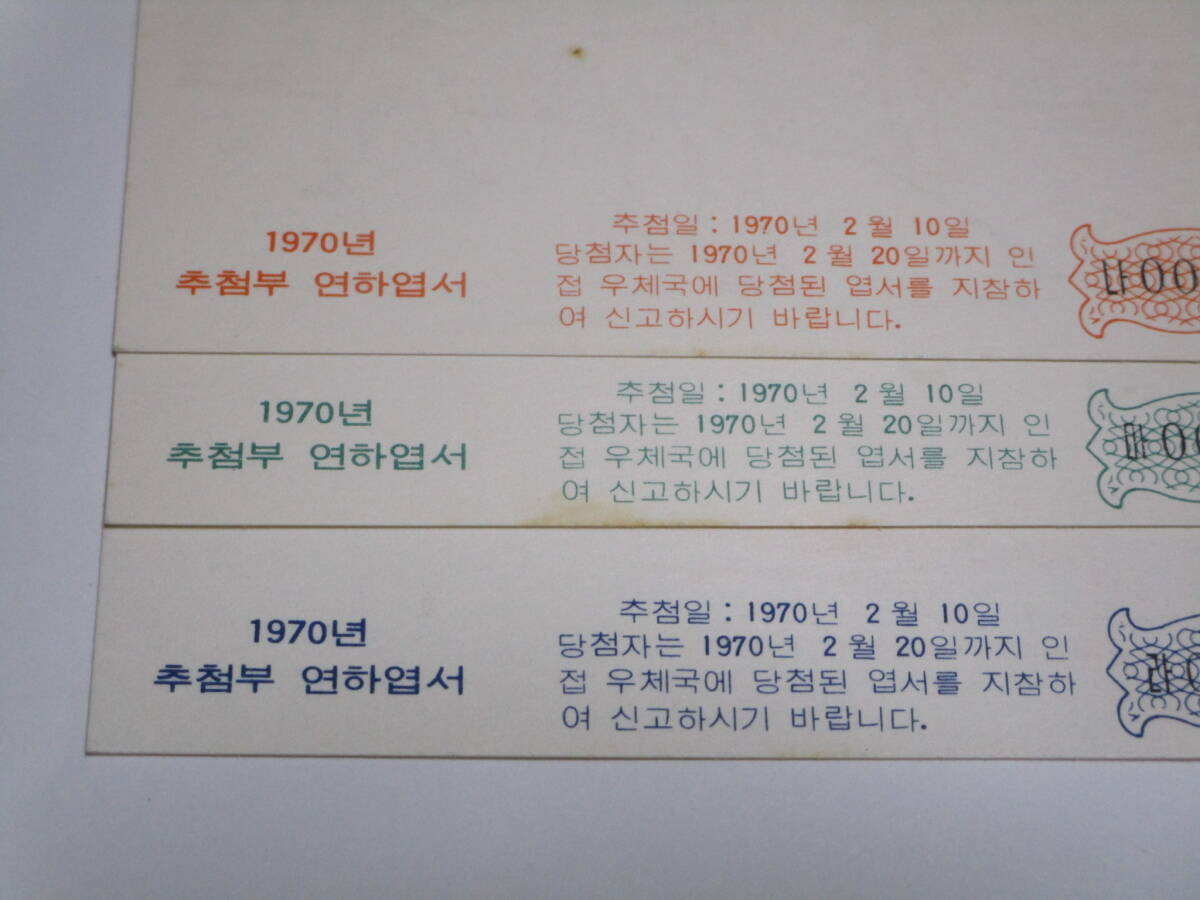 1970년
추첨부 연하엽서
추첨일 : 1970년 2월 10일
당첨자는 1970년 2월 20일까지 인
접 우체국에 당첨된 엽서를 지참하
여 신고하시기 바랍니다.
나00
1970년
추첨부 연하엽서
추첨일 : 1970년 2월 10일
당첨자는 1970년 2월 20일까지 인
접 우체국에 당첨된 엽서를 지참하
여 신고하시기 바랍니다.
1970년
추첨부 연하엽서
추첨일 : 1970년 2월 10일
당첨자는 1970년 2월 20일까지 인
접 우체국에 당첨된 엽서를 지참하
여 신고하시기 바랍니다.